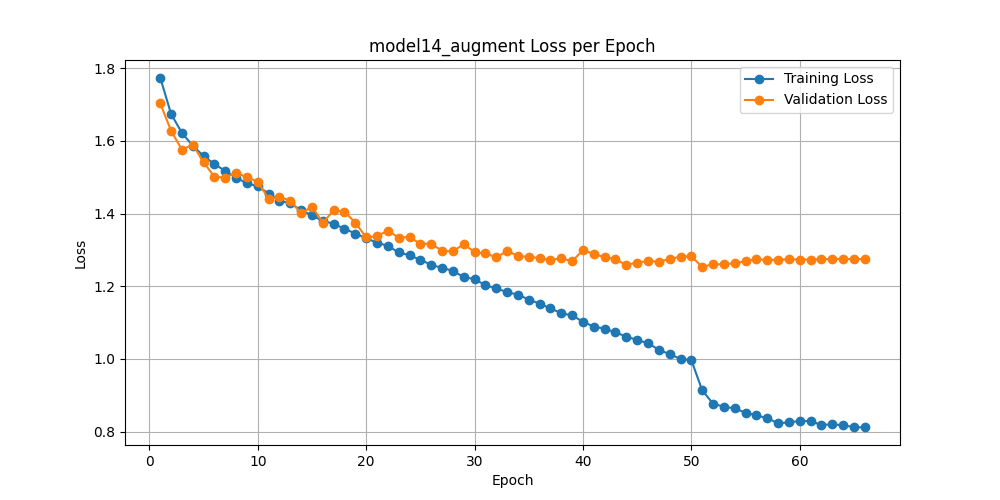 model14_augment Loss per Epoch
Training Loss
Validation Loss
1.8
1.6
1.4
1.2
1.0
0.8
Loss
0 10 20 30 40 50 60
Epoch